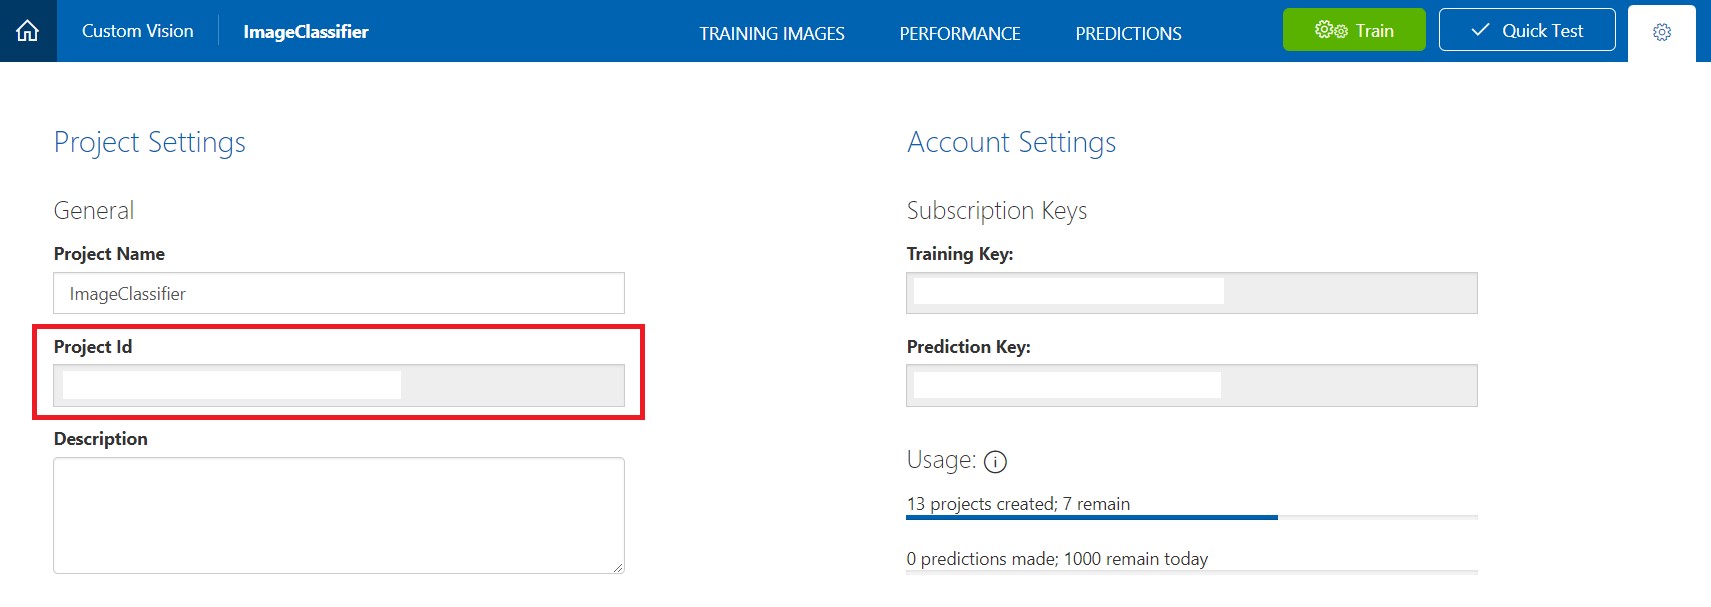 Custom Vision
ImageClassifier
TRAINING IMAGES
PERFORMANCE
PREDICTIONS
Train
Quick Test
Project Settings
General
Project Name
ImageClassifier
Project Id
Description
Account Settings
Subscription Keys
Training Key:
Prediction Key:
Usage:
13 projects created; 7 remain
0 predictions made; 1000 remain today